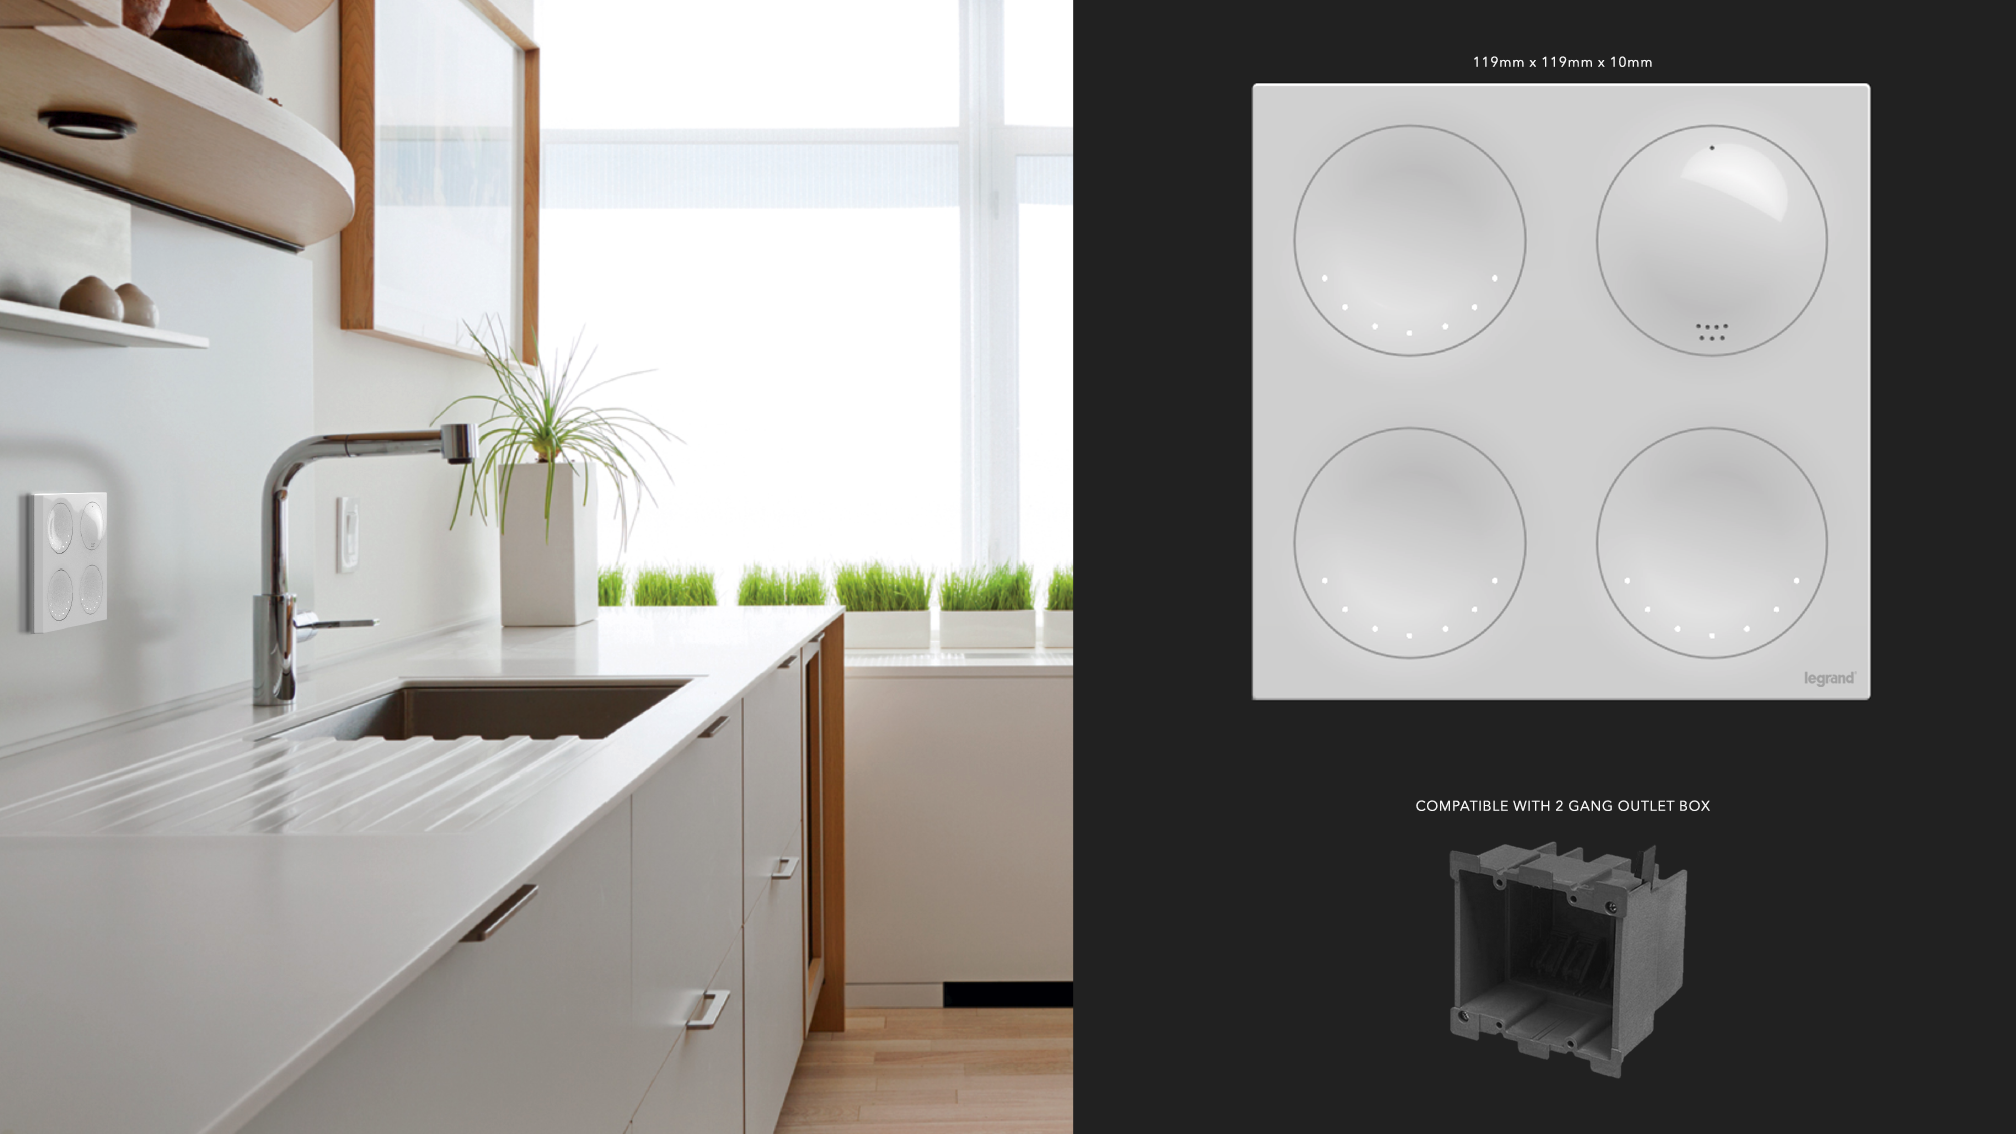 119mm x 119mm x 10mm
legrand
COMPATIBLE WITH 2 GANG OUTLET BOX